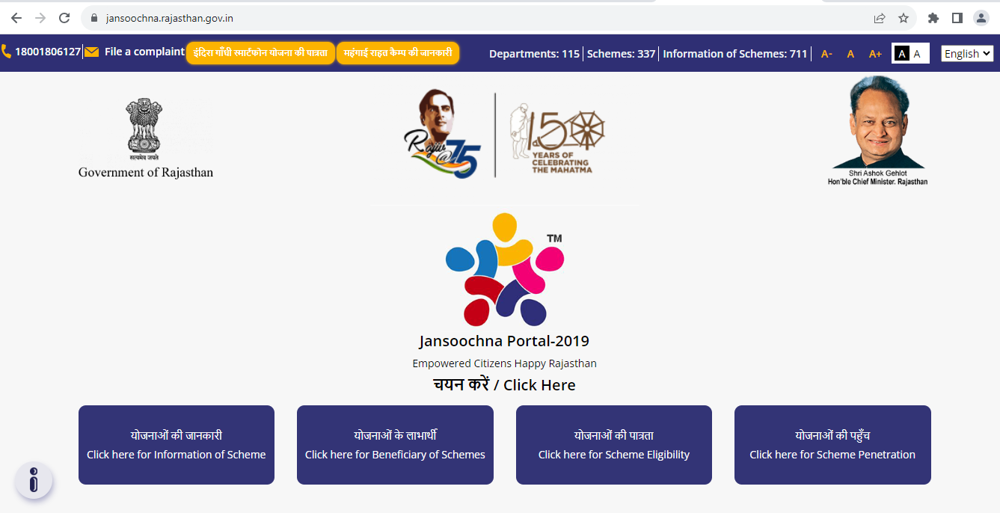 jansoochna.rajasthan.gov.in
18001806127 File a complaint इंदिरा गाँधी स्मार्टफोन योजना की पात्रता महंगाई राहत कैम्प की जानकारी Departments: 115 Schemes: 337 Information of Schemes: 711 A- A A+ A A English
सत्यमेव जयते
Government of Rajasthan
Rajiv
@75
150
YEARS OF
CELEBRATING
THE MAHATMA
Shri Ashok Gehlot
Hon'ble Chief Minister. Rajasthan
TM
Jansoochna Portal-2019
Empowered Citizens Happy Rajasthan
चयन करें / Click Here
योजनाओं की जानकारी
Click here for Information of Scheme
योजनाओं के लाभार्थी
Click here for Beneficiary of Schemes
योजनाओं की पात्रता
Click here for Scheme Eligibility
योजनाओं की पहुँच
Click here for Scheme Penetration
i